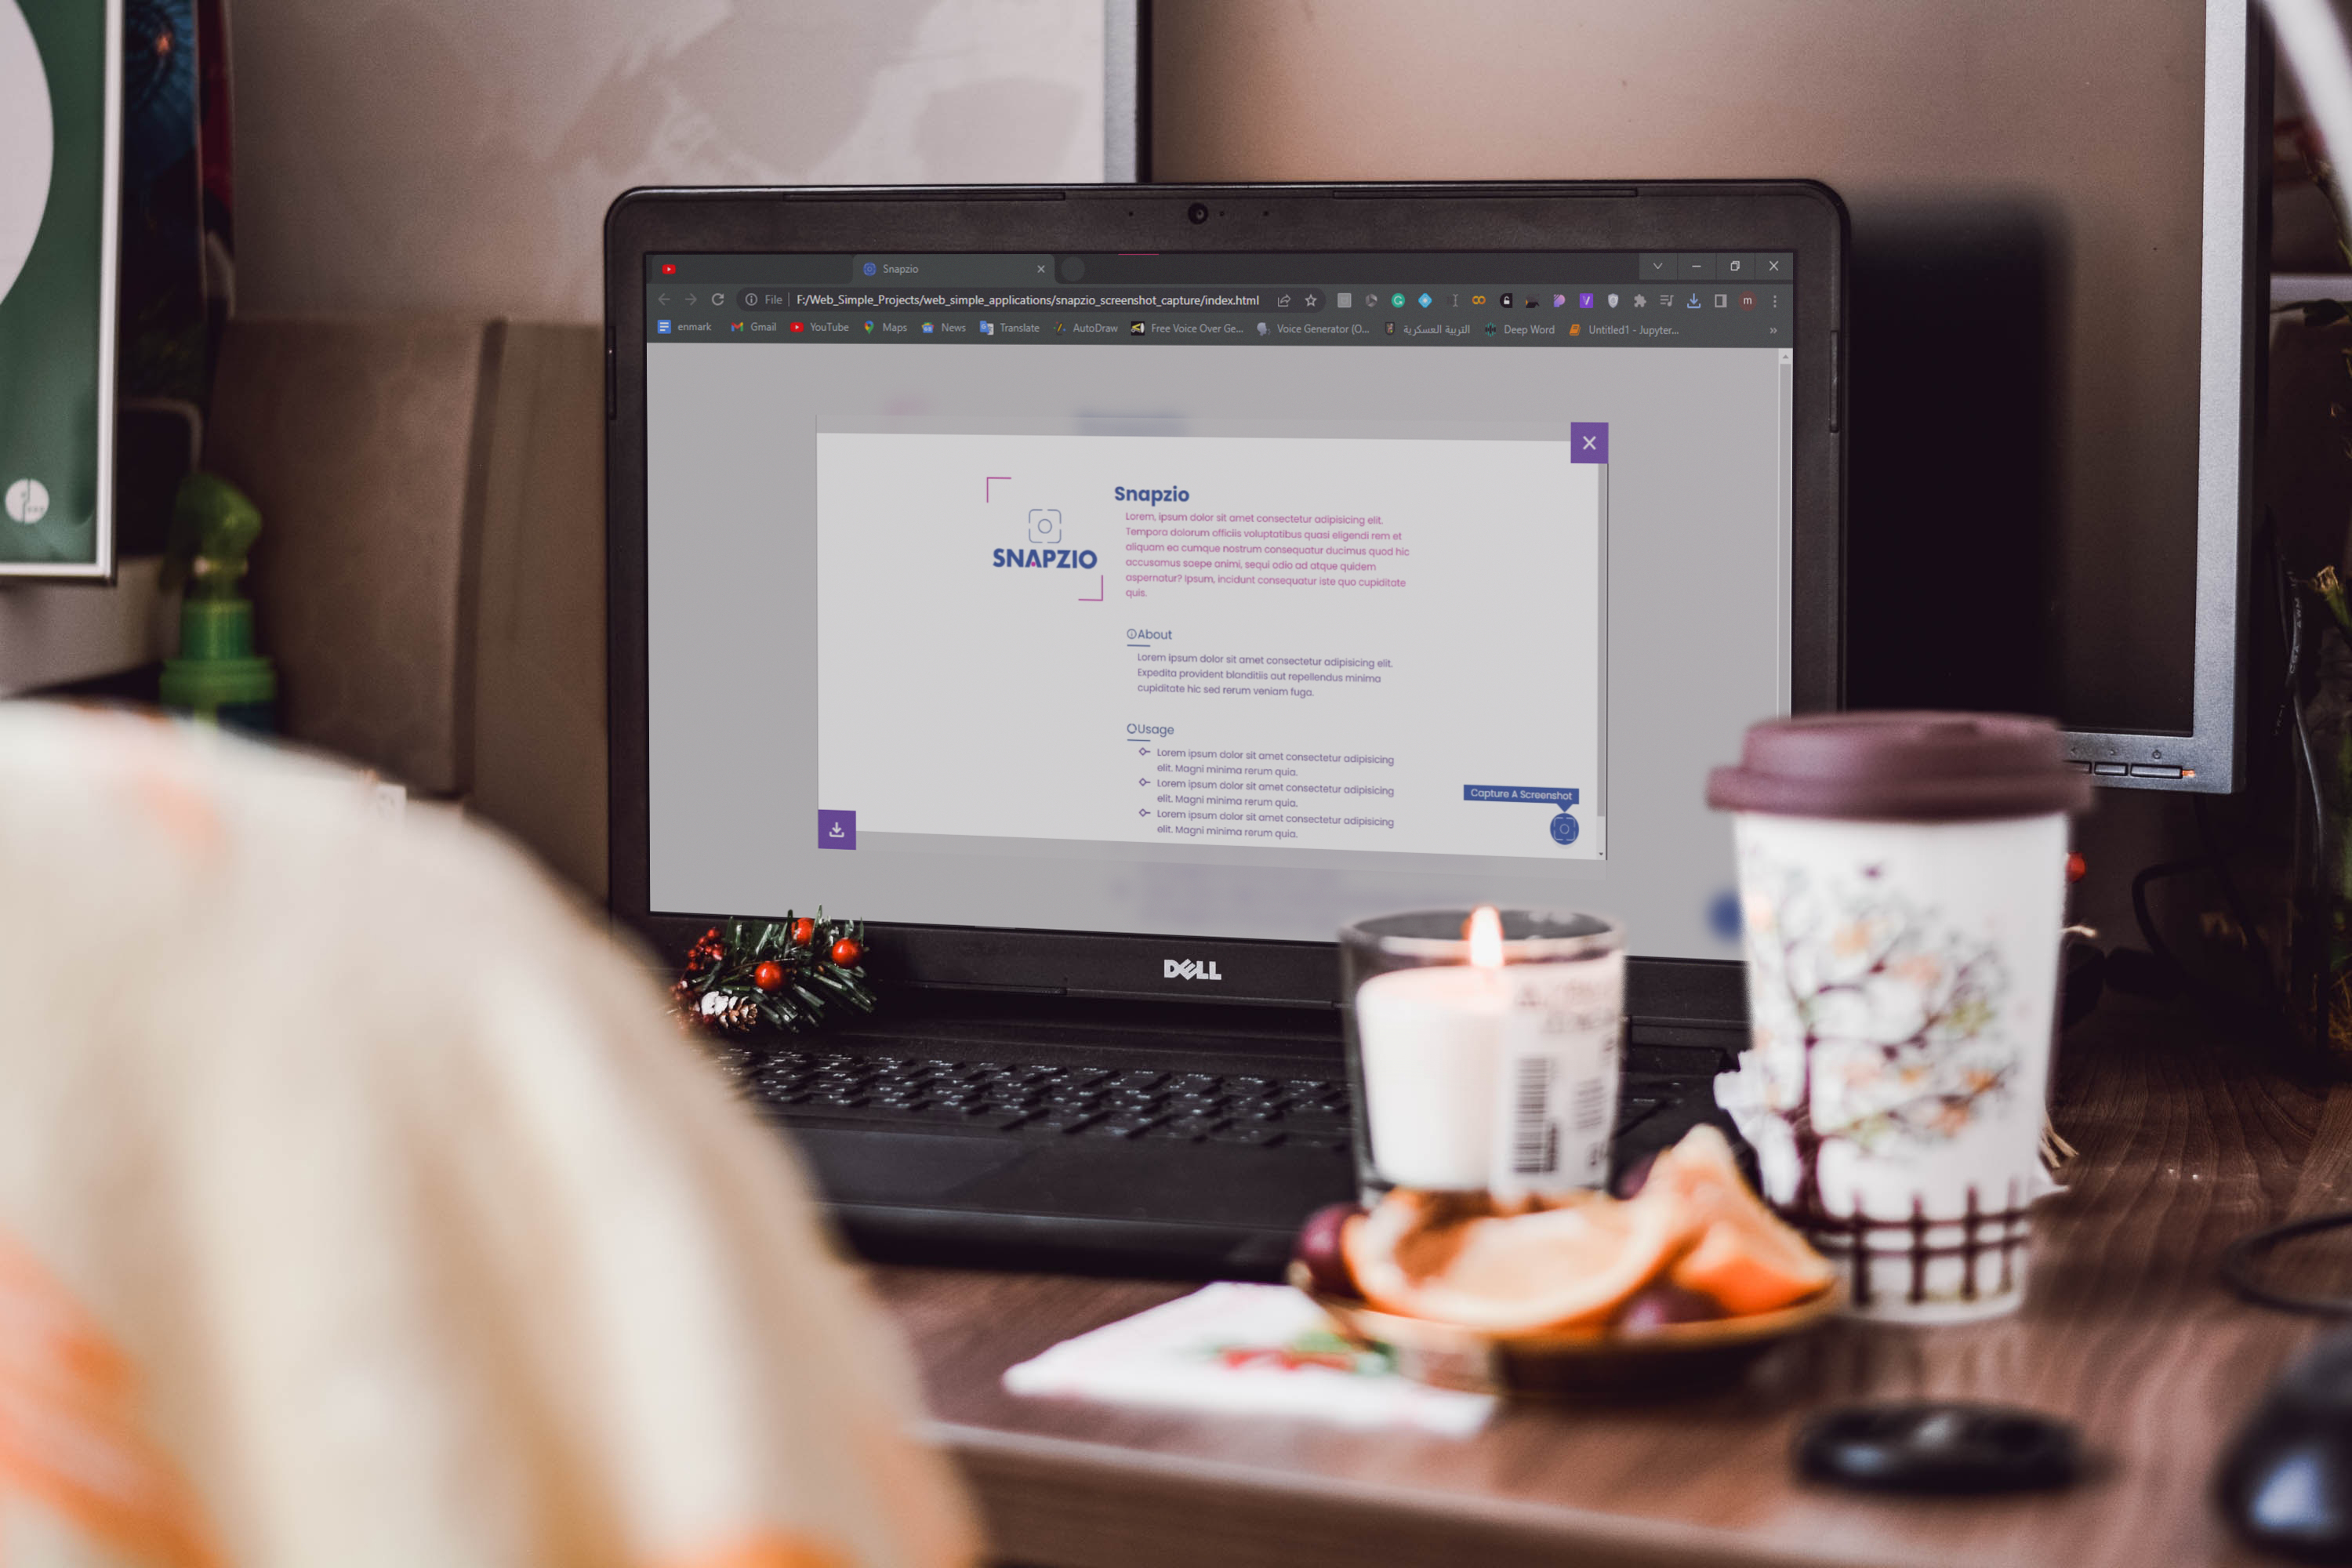 Snapzio
File
F:/Web_Simple_Projects/web_simple_applications/snapzio_screenshot_capture/index.html
m
enmark Gmail YouTube Maps News Translate AutoDraw Free Voice Over Ge... Voice Generator (O... التربية العسكرية Deep Word Untitled1 - Jupyter... »
SNAPZIO
Snapzio
Lorem, ipsum dolor sit amet consectetur adipisicing elit.
Tempora dolorum officiis voluptatibus quasi eligendi rem et
aliquam ea cumque nostrum consequatur ducimus quod hic
accusamus saepe animi, sequi odio ad atque quidem
aspernatur? Ipsum, incidunt consequatur iste quo cupiditate
quis.
About
Lorem ipsum dolor sit amet consectetur adipisicing elit.
Expedita provident blanditiis aut repellendus minima
cupiditate hic sed rerum veniam fuga.
Usage
Lorem ipsum dolor sit amet consectetur adipisicing
elit. Magni minima rerum quia.
Lorem ipsum dolor sit amet consectetur adipisicing
elit. Magni minima rerum quia.
Lorem ipsum dolor sit amet consectetur adipisicing
elit. Magni minima rerum quia.
Capture A Screenshot
DELL